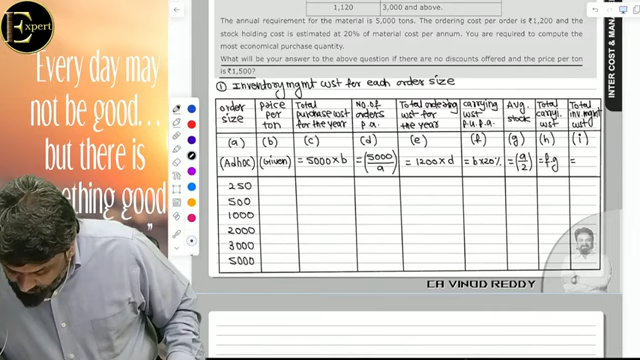 Expert
Every day may
not be good...
but there is
something good
"
1,120 3,000 and above.
The annual requirement for the material is 5,000 tons. The ordering cost per order is ₹1,200 and the
stock holding cost is estimated at 20% of material cost per annum. You are required to compute the
most economical purchase quantity.
What will be your answer to the above question if there are no discounts offered and the price per ton
is ₹1,500?
① Inventory mgmt cost for each order size
order size | price per ton | Total purchase cost for the year | No. of orders p.a. | Total ordering cost for the year | carrying cost p.u.p.a. | Avg. stock | Total carryi. cost | Total inv. mgmt cost
(a) (b) (c) (d) (e) (f) (g) (h) (i)
(Adhoc) (Given) = 5000 x b = (5000/a) = 1200 x d = b x 20% = (a/2) = f.g =
250
500
1000
2000
3000
5000
CA VINOD REDDY
INTER COST & MAN